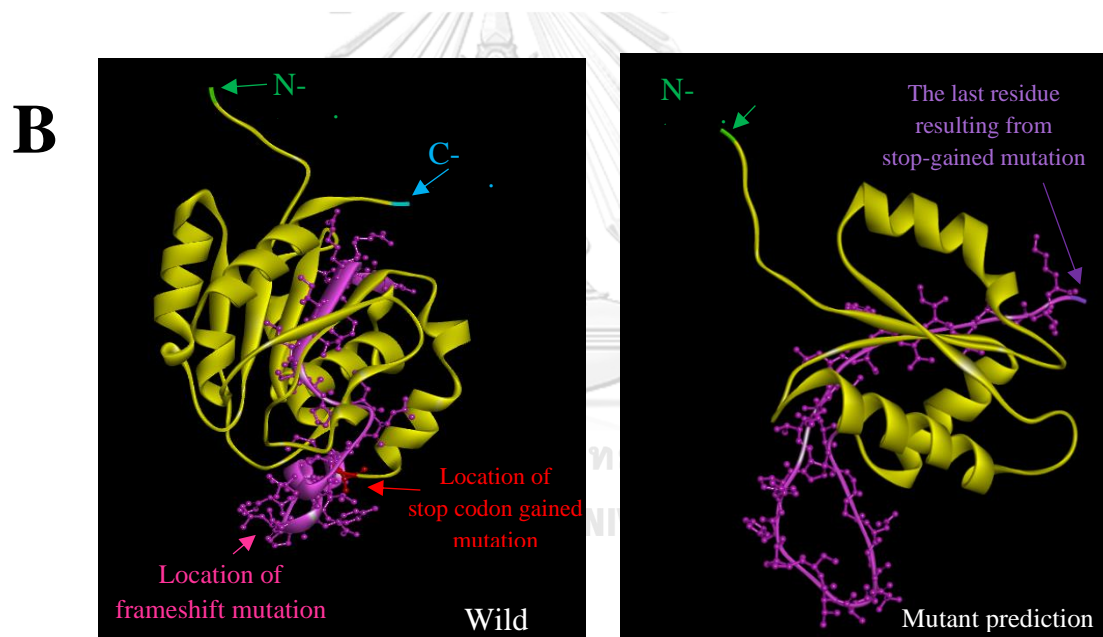 B
N-
C-
Location of
stop codon gained
mutation
Location of
frameshift mutation
Wild
N-
The last residue
resulting from
stop-gained mutation
Mutant prediction